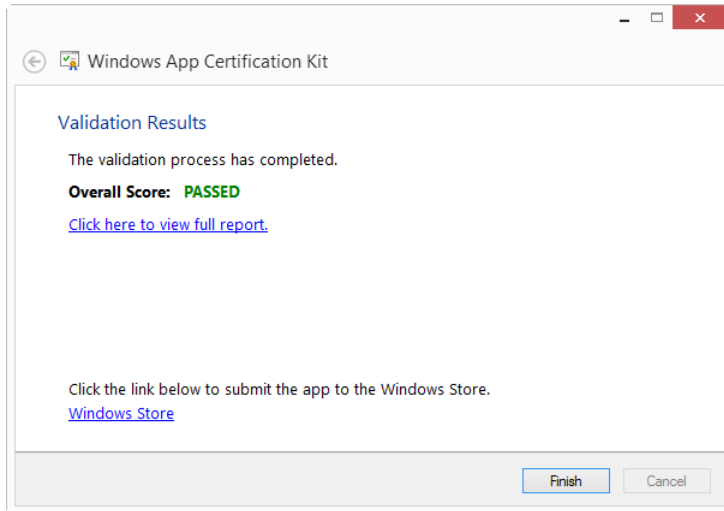 Windows App Certification Kit
Validation Results
The validation process has completed.
Overall Score: PASSED
Click here to view full report.
Click the link below to submit the app to the Windows Store.
Windows Store
Finish
Cancel